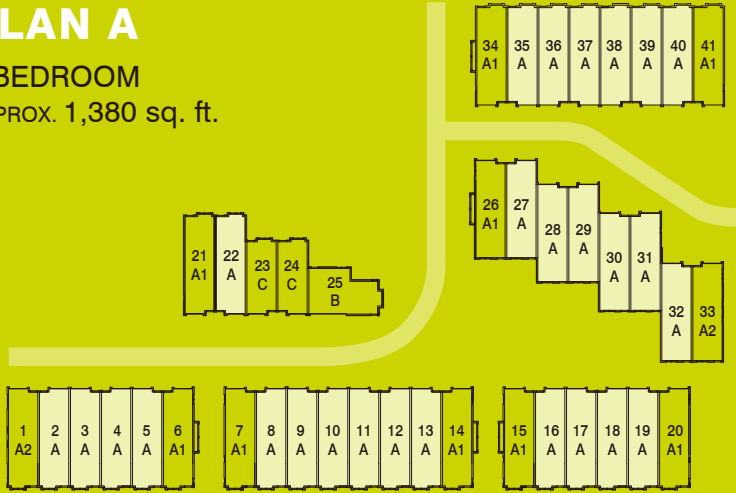 LAN A
BEDROOM
PROX. 1,380 sq. ft.
34 35 36 37 38 39 40 41
A1 A A A A A A A1
26 27 28 29 30 31 32 33
A1 A A A A A A A2
21 22 23 24 25
A1 A C C B
1 2 3 4 5 6
A2 A A A A A1
7 8 9 10 11 12 13 14
A1 A A A A A A A1
15 16 17 18 19 20
A1 A A A A A1